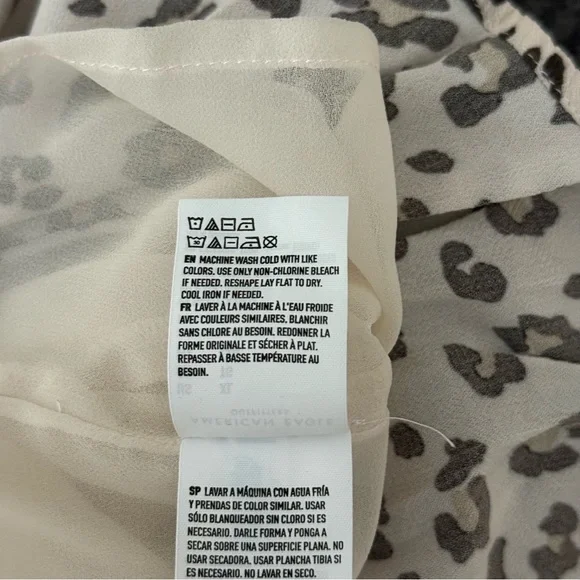 EN MACHINE WASH COLD WITH LIKE
COLORS. USE ONLY NON-CHLORINE BLEACH
IF NEEDED. RESHAPE LAY FLAT TO DRY.
COOL IRON IF NEEDED.
FR LAVER À LA MACHINE À L'EAU FROIDE
AVEC COULEURS SIMILAIRES. BLANCHIR
SANS CHLORE AU BESOIN. REDONNER LA
FORME ORIGINALE ET SÉCHER À PLAT.
REPASSER À BASSE TEMPÉRATURE AU
BESOIN.
OUTFITTERS
AMERICAN EAGLE
SP LAVAR A MÁQUINA CON AGUA FRÍA
Y PRENDAS DE COLOR SIMILAR. USAR
SÓLO BLANQUEADOR SIN CLORO SI ES
NECESARIO. DARLE FORMA Y PONGA A
SECAR SOBRE UNA SUPERFICIE PLANA. NO
USAR SECADORA. USAR PLANCHA TIBIA SI
ES NECESARIO. NO LAVAR EN SECO.